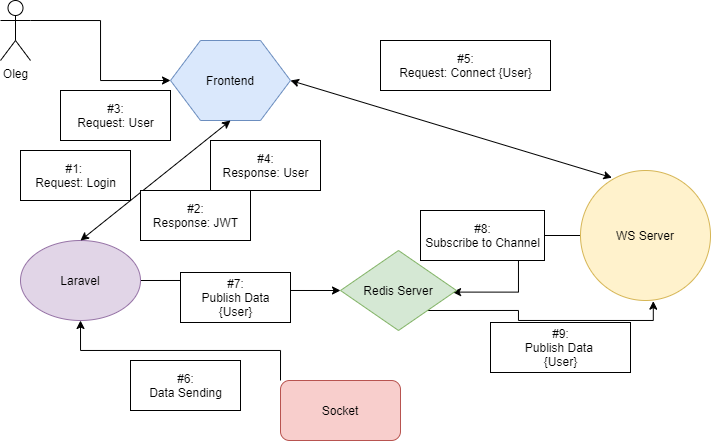 Oleg
Frontend
#5:
Request: Connect {User}
#3:
Request: User
#4:
Response: User
#1:
Request: Login
#2:
Response: JWT
#8:
Subscribe to Channel
WS Server
Laravel
#7:
Publish Data
{User}
Redis Server
#9:
Publish Data
{User}
#6:
Data Sending
Socket